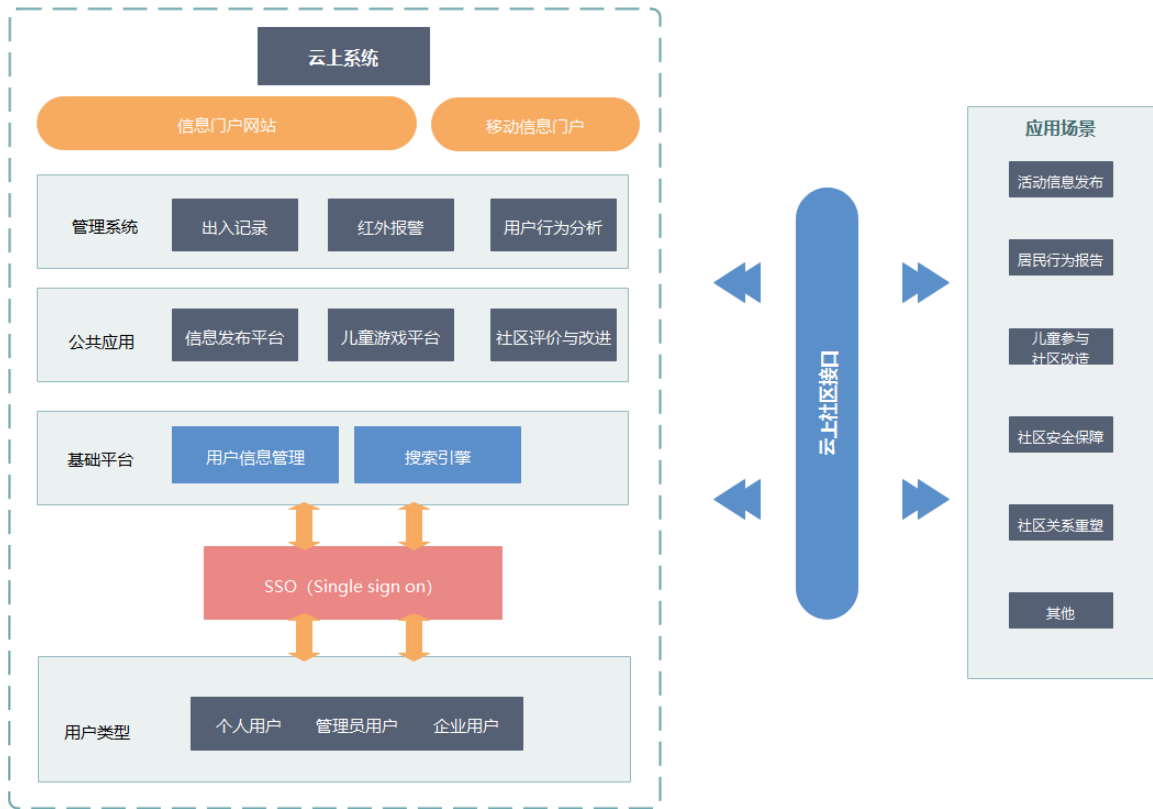 云上系统
信息门户网站
移动信息门户
管理系统
出入记录
红外报警
用户行为分析
公共应用
信息发布平台
儿童游戏平台
社区评价与改进
基础平台
用户信息管理
搜索引擎
SSO（Single sign on）
用户类型
个人用户
管理员用户
企业用户
云上社区接口
应用场景
活动信息发布
居民行为报告
儿童参与
社区改造
社区安全保障
社区关系重塑
其他